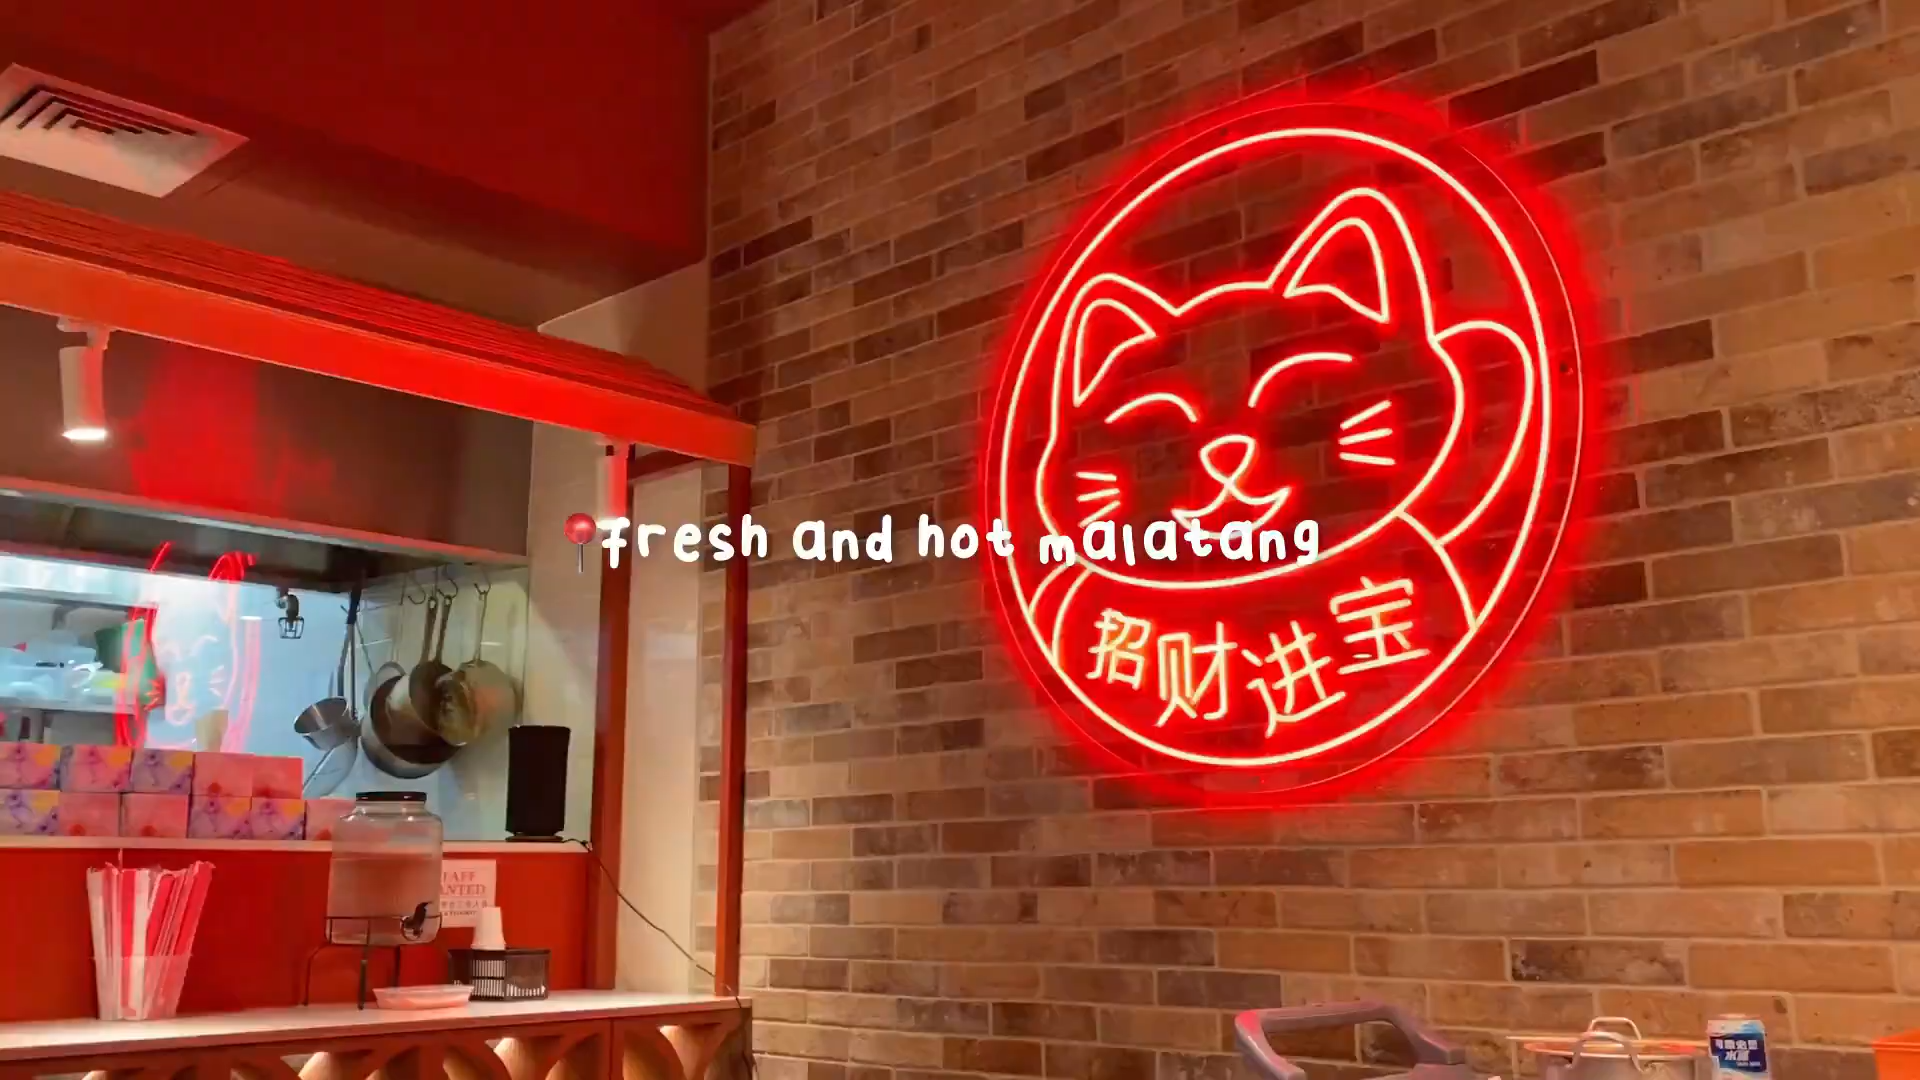 fresh and hot malatang
招财进宝